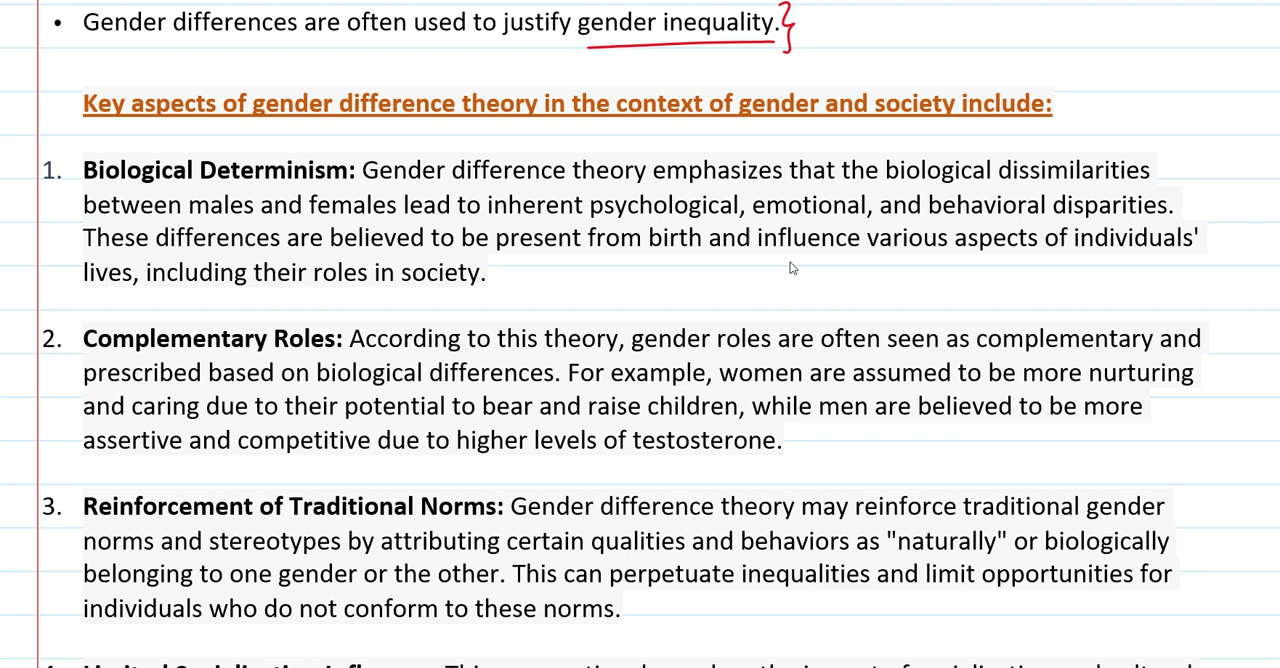 • Gender differences are often used to justify gender inequality.
Key aspects of gender difference theory in the context of gender and society include:
1. Biological Determinism: Gender difference theory emphasizes that the biological dissimilarities
between males and females lead to inherent psychological, emotional, and behavioral disparities.
These differences are believed to be present from birth and influence various aspects of individuals'
lives, including their roles in society.
2. Complementary Roles: According to this theory, gender roles are often seen as complementary and
prescribed based on biological differences. For example, women are assumed to be more nurturing
and caring due to their potential to bear and raise children, while men are believed to be more
assertive and competitive due to higher levels of testosterone.
3. Reinforcement of Traditional Norms: Gender difference theory may reinforce traditional gender
norms and stereotypes by attributing certain qualities and behaviors as "naturally" or biologically
belonging to one gender or the other. This can perpetuate inequalities and limit opportunities for
individuals who do not conform to these norms.